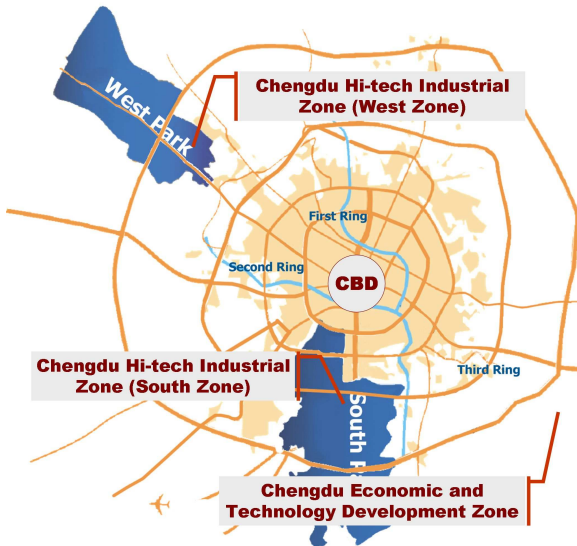 Chengdu Hi-tech Industrial
Zone (West Zone)
West Park
First Ring
Second Ring
CBD
Chengdu Hi-tech Industrial
Zone (South Zone)
Third Ring
South
Chengdu Economic and
Technology Development Zone